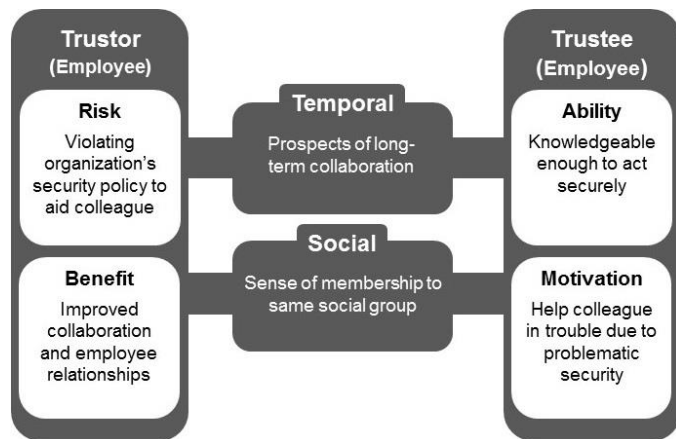 Trustor
(Employee)
Risk
Violating
organization's
security policy to
aid colleague
Benefit
Improved
collaboration
and employee
relationships
Temporal
Prospects of long-
term collaboration
Social
Sense of membership to
same social group
Trustee
(Employee)
Ability
Knowledgeable
enough to act
securely
Motivation
Help colleague
in trouble due to
problematic
security